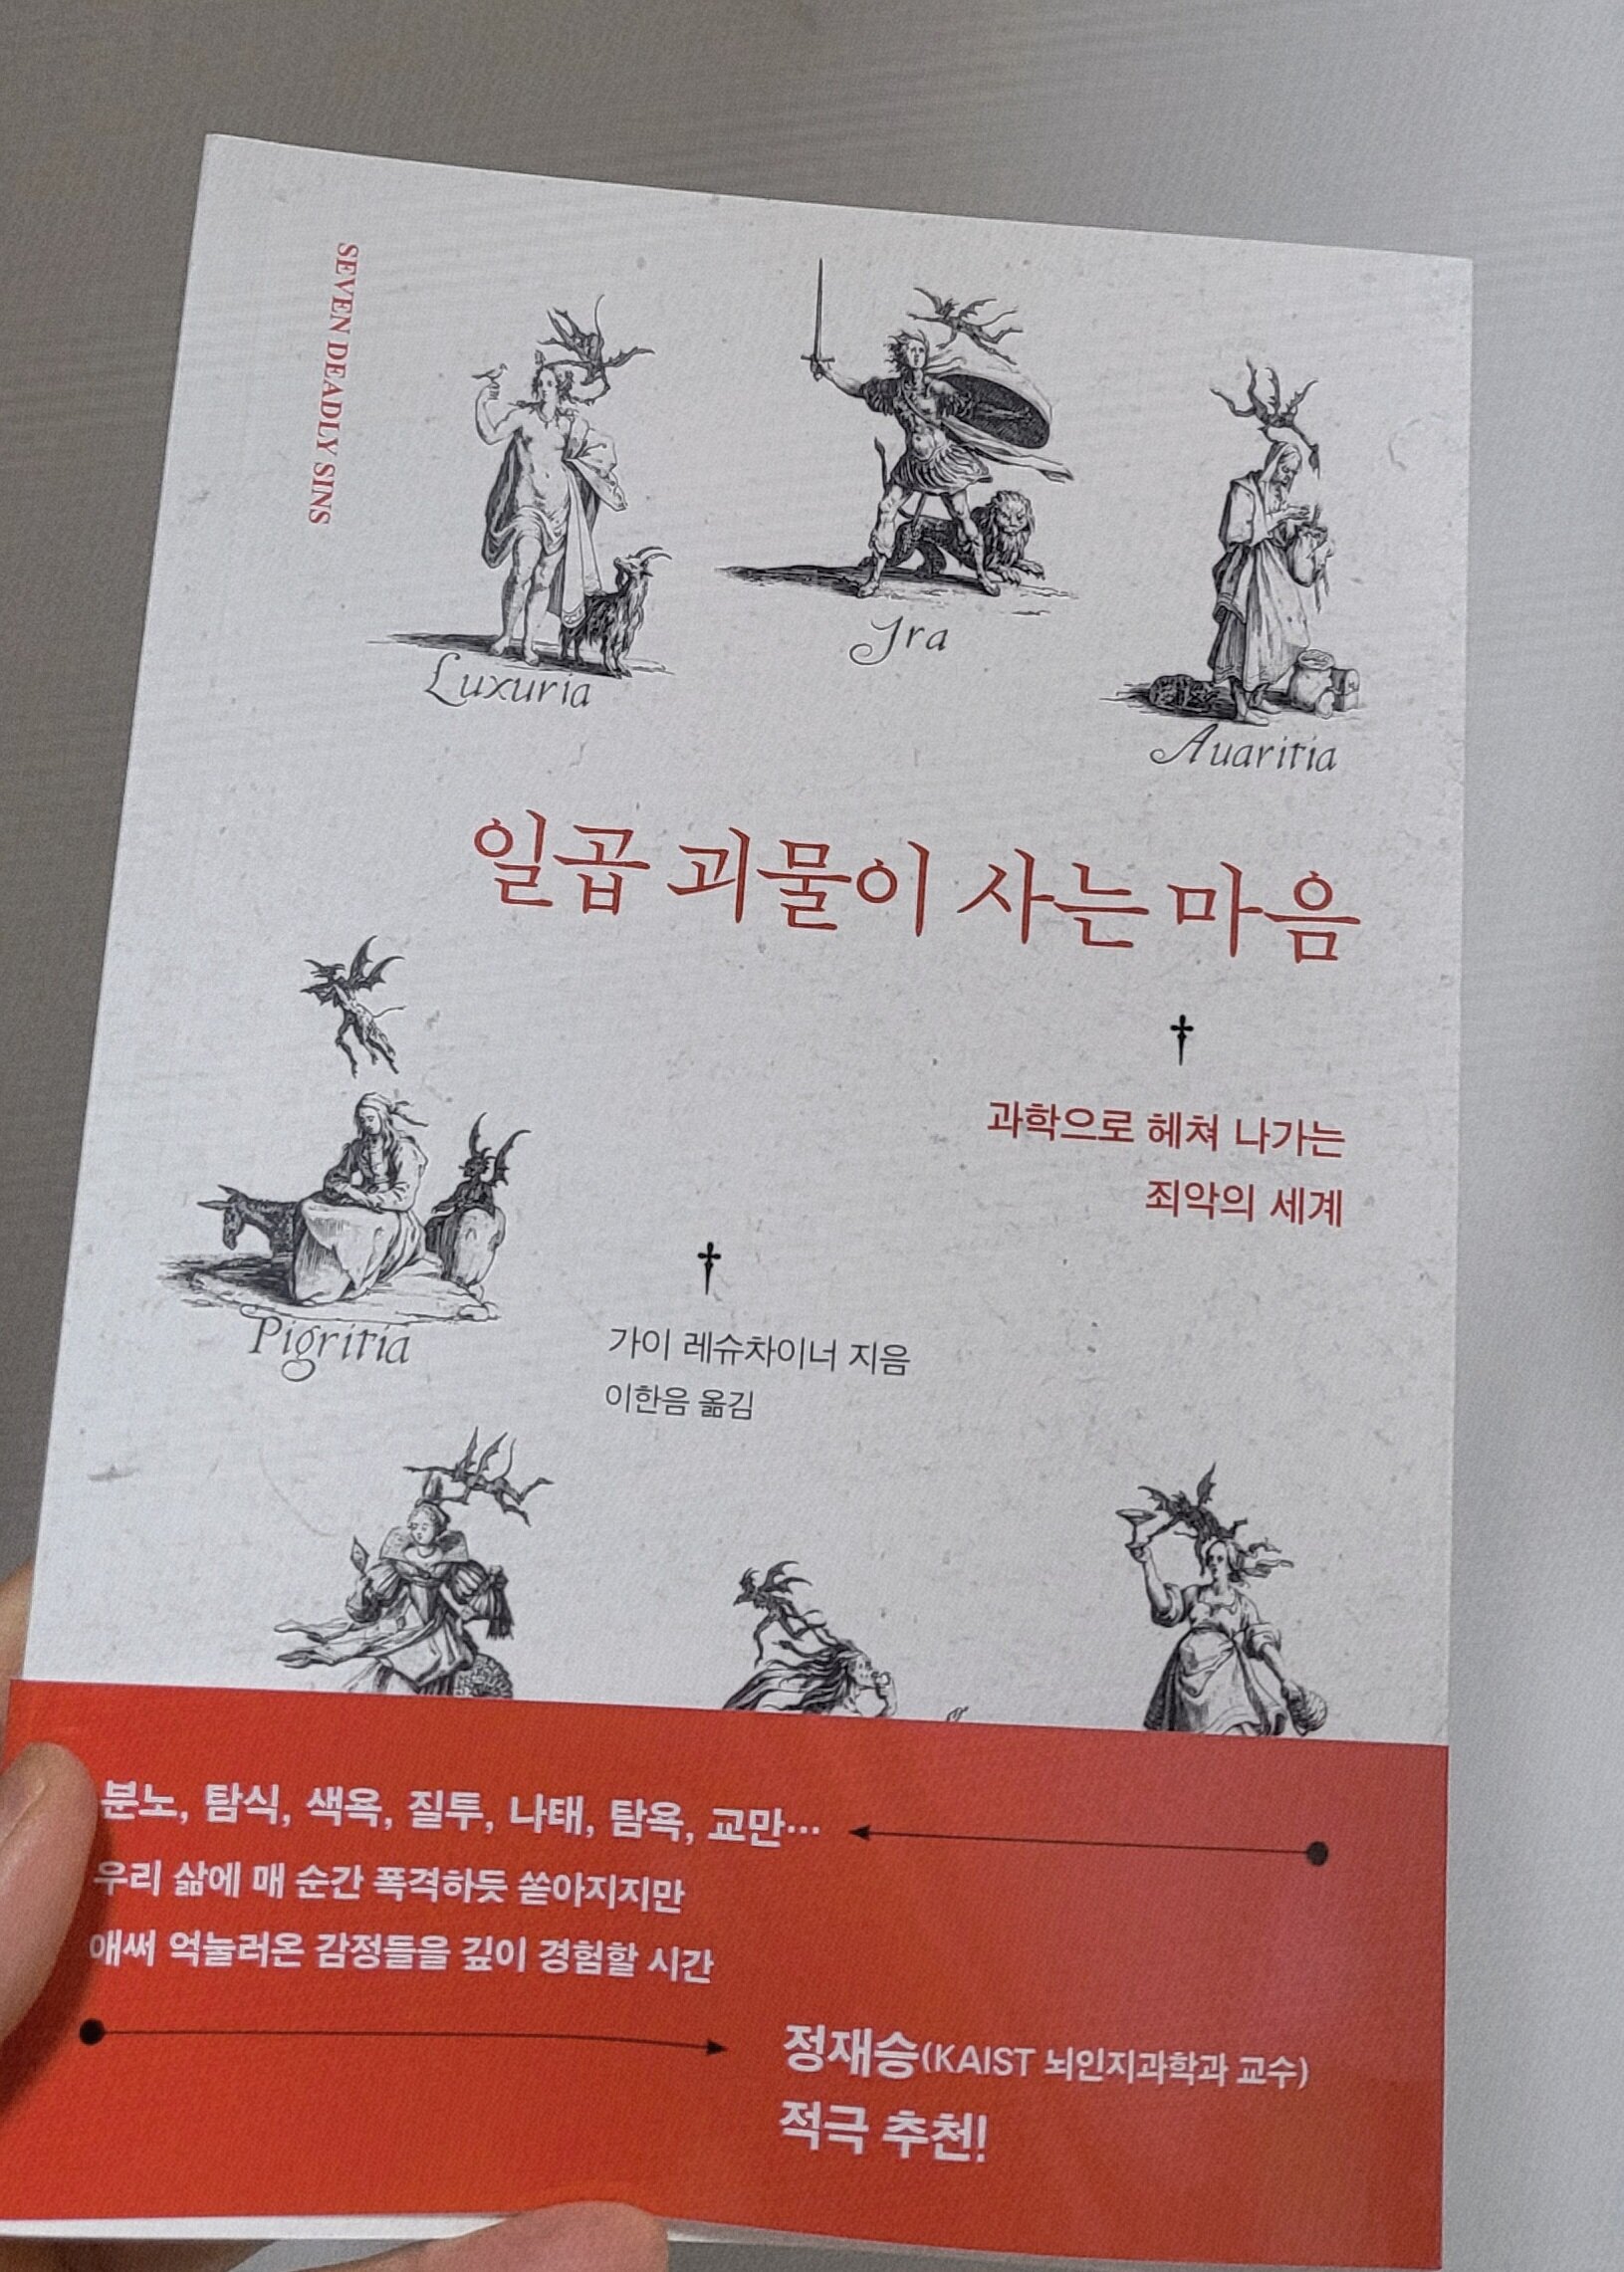 SEVEN DEADLY SINS
Luxuria
Ira
Auaritia
일곱 괴물이 사는 마음
과학으로 헤쳐 나가는
죄악의 세계
Pigritia
가이 레슈차이너 지음
이한음 옮김
분노, 탐식, 색욕, 질투, 나태, 탐욕, 교만…
우리 삶에 매 순간 폭격하듯 쏟아지지만
애써 억눌러온 감정들을 깊이 경험할 시간
정재승(KAIST 뇌인지과학과 교수)
적극 추천!